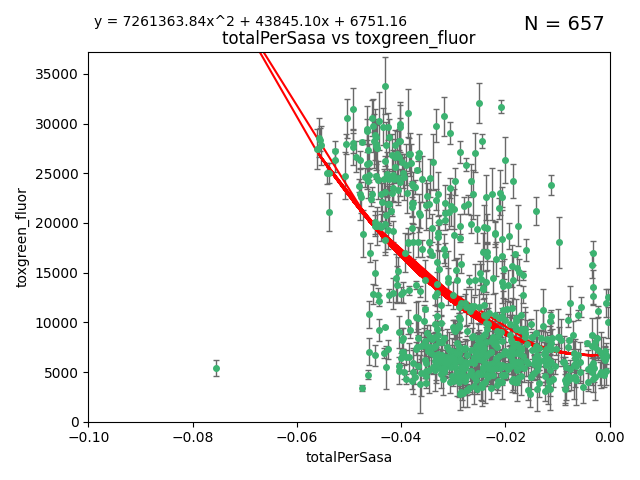 y = 7261363.84x^2 + 43845.10x + 6751.16
N = 657
totalPerSasa vs toxgreen_fluor
35000
30000
25000
20000
15000
10000
5000
0
toxgreen_fluor
−0.10
−0.08
−0.06
−0.04
−0.02
0.00
totalPerSasa